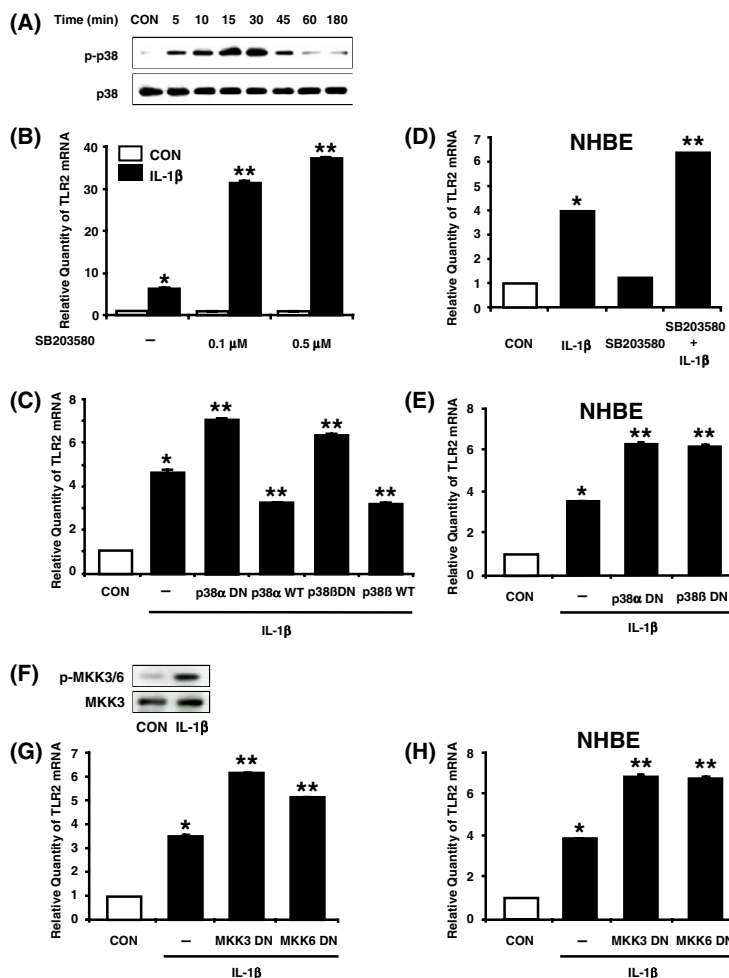 (A)
Time (min) CON 5 10 15 30 45 60 180
p-p38
p38
(B)
Relative Quantity of TLR2 mRNA
40
30
20
10
0
CON
IL-1β
*
**
**
SB203580 – 0.1 µM 0.5 µM
(D)
NHBE
Relative Quantity of TLR2 mRNA
7
6
5
4
3
2
1
0
*
**
CON IL-1β SB203580 SB203580
+
IL-1β
(C)
Relative Quantity of TLR2 mRNA
8
6
4
2
0
*
**
**
**
**
CON – p38α DN p38α WT p38ßDN p38ß WT
IL-1β
(E)
NHBE
Relative Quantity of TLR2 mRNA
8
6
4
2
0
*
**
**
CON – p38α DN p38ß DN
IL-1β
(F)
p-MKK3/6
MKK3
CON IL-1β
(G)
Relative Quantity of TLR2 mRNA
7
6
5
4
3
2
1
0
*
**
**
CON – MKK3 DN MKK6 DN
IL-1β
(H)
NHBE
Relative Quantity of TLR2 mRNA
8
6
4
2
0
*
**
**
CON – MKK3 DN MKK6 DN
IL-1β